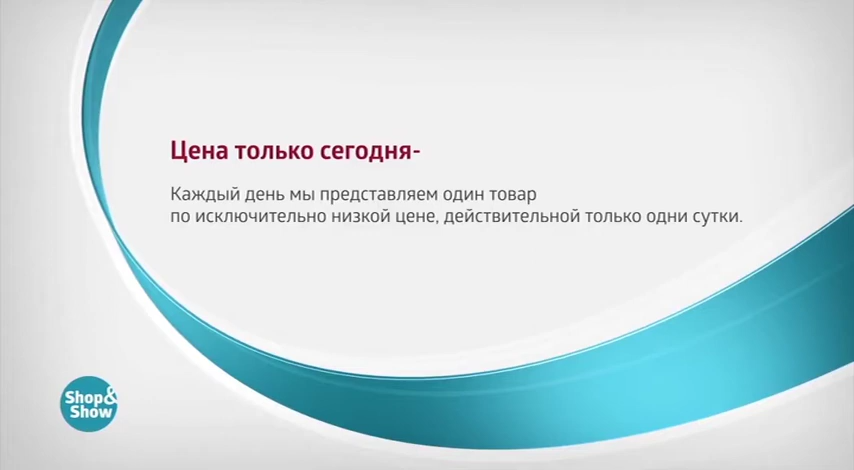 Цена только сегодня-
Каждый день мы представляем один товар
по исключительно низкой цене, действительной только одни сутки.
Shop&
Show